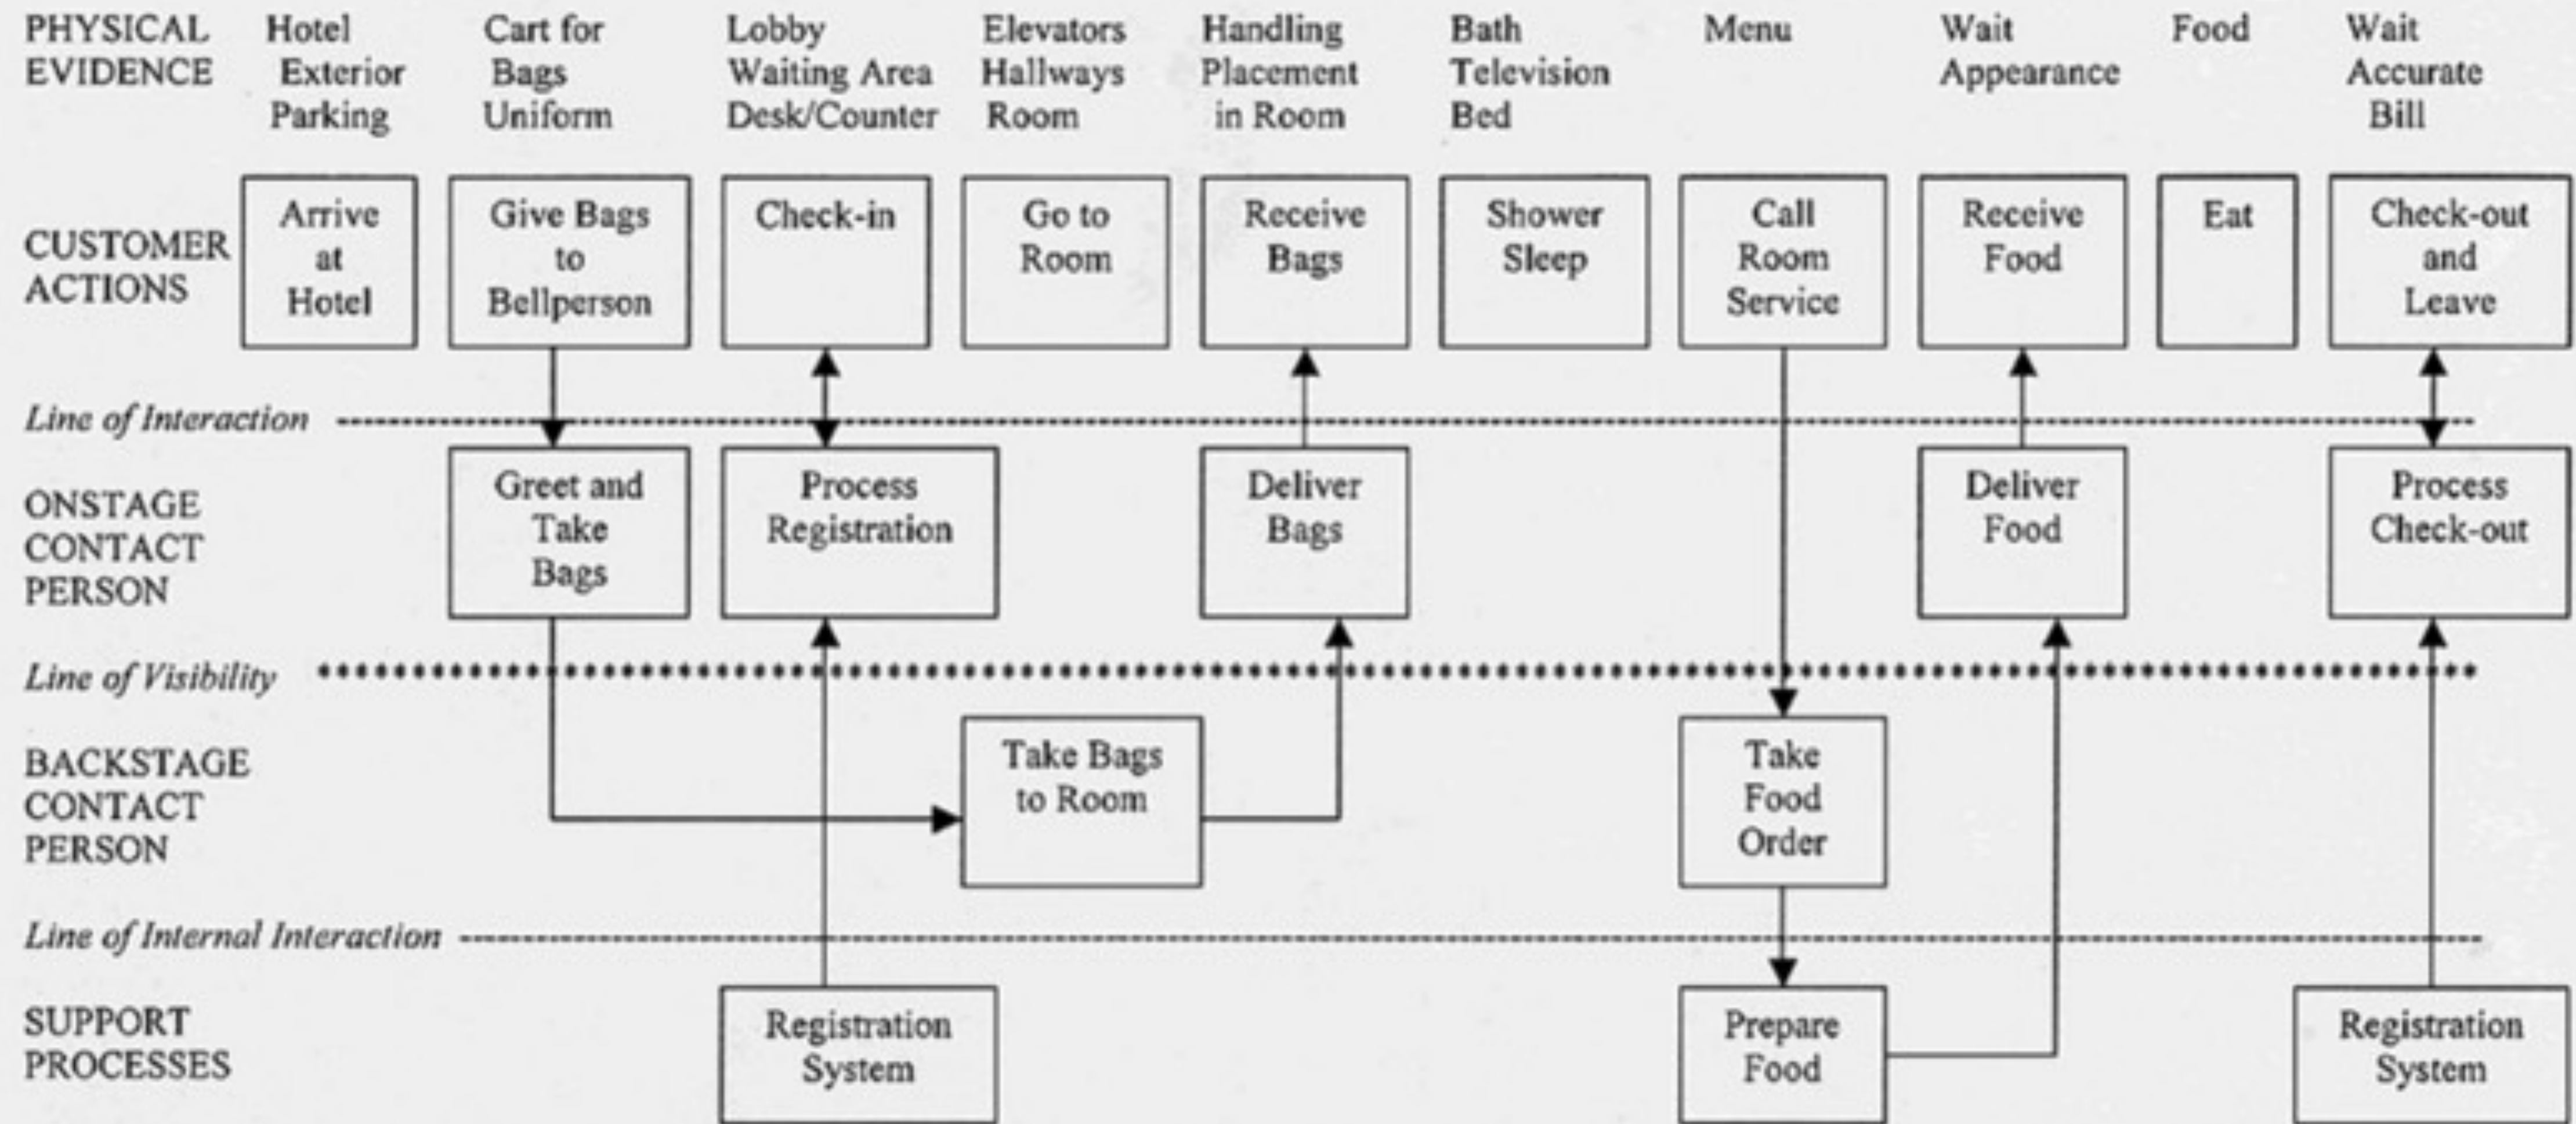 PHYSICAL
EVIDENCE
Hotel
Exterior
Parking
Cart for
Bags
Uniform
Lobby
Waiting Area
Desk/Counter
Elevators
Hallways
Room
Handling
Placement
in Room
Bath
Television
Bed
Menu
Wait
Appearance
Food
Wait
Accurate
Bill
CUSTOMER
ACTIONS
Arrive
at
Hotel
Give Bags
to
Bellperson
Check-in
Go to
Room
Receive
Bags
Shower
Sleep
Call
Room
Service
Receive
Food
Eat
Check-out
and
Leave
Line of Interaction
ONSTAGE
CONTACT
PERSON
Greet and
Take
Bags
Process
Registration
Deliver
Bags
Deliver
Food
Process
Check-out
Line of Visibility
BACKSTAGE
CONTACT
PERSON
Take Bags
to Room
Take
Food
Order
Line of Internal Interaction
SUPPORT
PROCESSES
Registration
System
Prepare
Food
Registration
System